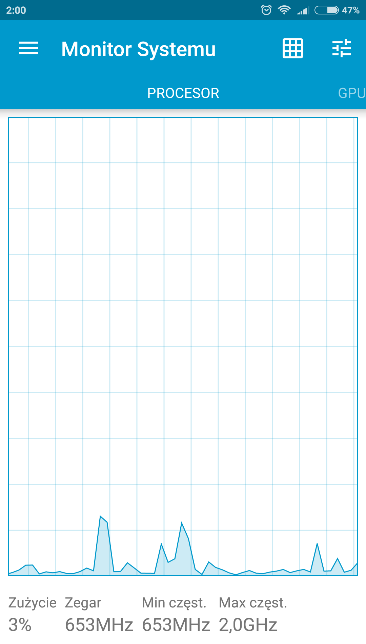 2:00 47%
Monitor Systemu
PROCESOR GPU
Zużycie Zegar Min częst. Max częst.
3% 653MHz 653MHz 2,0GHz